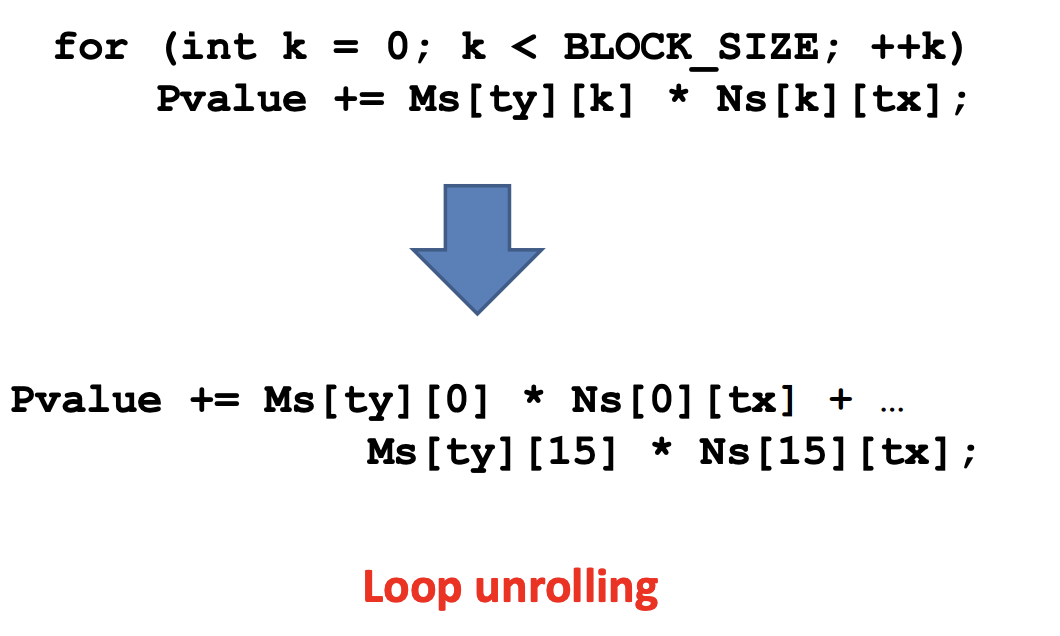 for (int k = 0; k < BLOCK_SIZE; ++k)
Pvalue += Ms[ty][k] * Ns[k][tx];
Pvalue += Ms[ty][0] * Ns[0][tx] + …
Ms[ty][15] * Ns[15][tx];
Loop unrolling